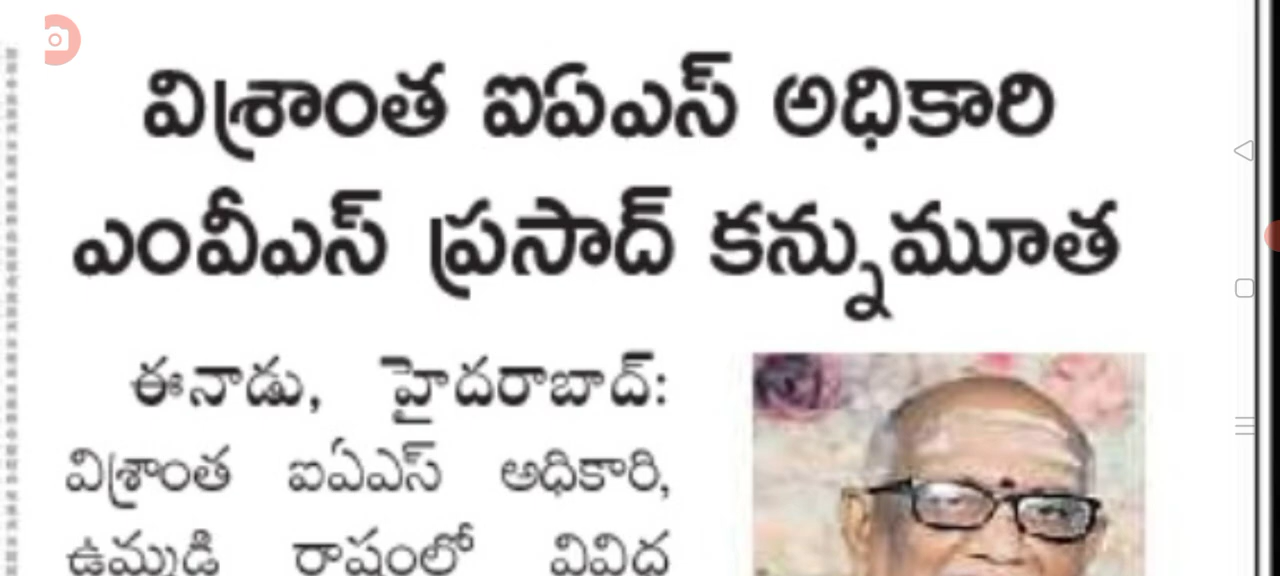 విశ్రాంత ఐఏఎస్ అధికారి
ఎంవీఎస్ ప్రసాద్ కన్నుమూత
ఈనాడు, హైదరాబాద్:
విశ్రాంత ఐఏఎస్ అధికారి,
ఉమ్మడి రాష్ట్రంలో వివిధ